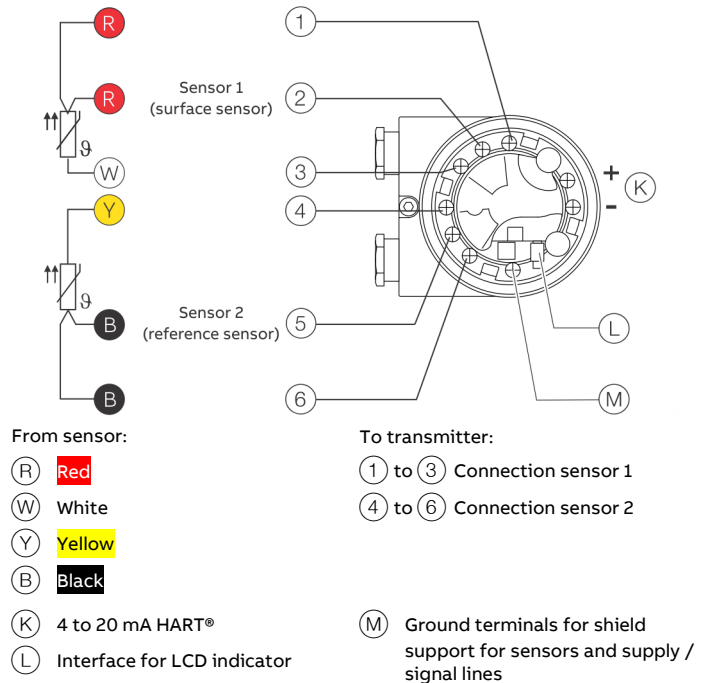 R
1
R
Sensor 1
(surface sensor)
2
ϑ
W
3
+
K
Y
4
-
ϑ
B
Sensor 2
(reference sensor)
5
L
B
6
M
From sensor:
To transmitter:
R Red
1 to 3 Connection sensor 1
W White
4 to 6 Connection sensor 2
Y Yellow
B Black
K 4 to 20 mA HART®
M Ground terminals for shield
support for sensors and supply /
signal lines
L Interface for LCD indicator